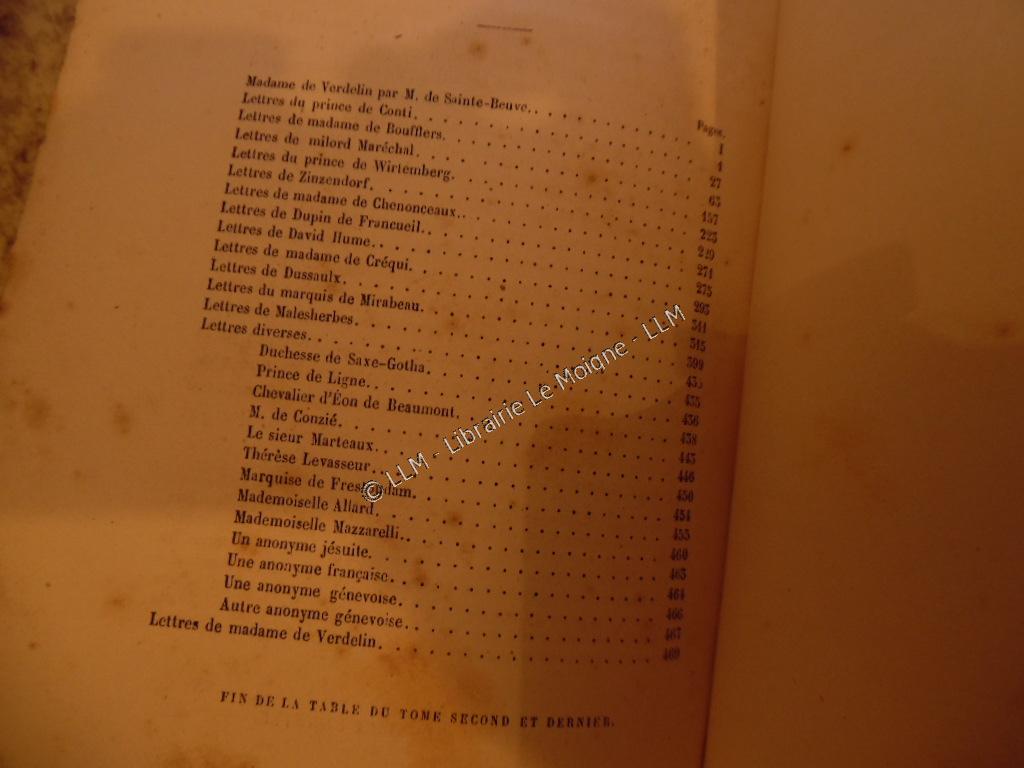 Pages.
Madame de Verdelin par M. de Sainte-Beuve. . . . . . . . . . I
Lettres du prince de Conti. . . . . . . . . . 1
Lettres de madame de Boufflers. . . . . . . . . . 27
Lettres de milord Maréchal. . . . . . . . . . 63
Lettres du prince de Wirtemberg. . . . . . . . . . 157
Lettres de Zinzendorf. . . . . . . . . . 223
Lettres de madame de Chenonceaux. . . . . . . . . .
Lettres de Dupin de Francueil. . . . . . . . . . 271
Lettres de David Hume. . . . . . . . . . 275
Lettres de madame de Créqui. . . . . . . . . . 293
Lettres de Dussaulx. . . . . . . . . . 311
Lettres du marquis de Mirabeau. . . . . . . . . . 315
Lettres de Malesherbes. . . . . . . . . . 399
Lettres diverses. . . . . . . . . . 435
Duchesse de Saxe-Gotha. . . . . . . . . . 435
Prince de Ligne. . . . . . . . . . 436
Chevalier d'Éon de Beaumont. . . . . . . . . . 438
M. de Conzié. . . . . . . . . . 443
Le sieur Marteaux. . . . . . . . . . 446
Thérèse Levasseur. . . . . . . . . . 450
Marquise de . . . . . . . . . . 454
Mademoiselle Allard. . . . . . . . . . 455
Mademoiselle Mazzarelli. . . . . . . . . . 460
Un anonyme jésuite. . . . . . . . . . 463
Une anonyme française. . . . . . . . . . 464
Une anonyme génevoise. . . . . . . . . . 466
Autre anonyme génevoise. . . . . . . . . . 467
Lettres de madame de Verdelin. . . . . . . . . . 469
FIN DE LA TABLE DU TOME SECOND ET DERNIER.
© LLM - Librairie Le Moigne - LLM